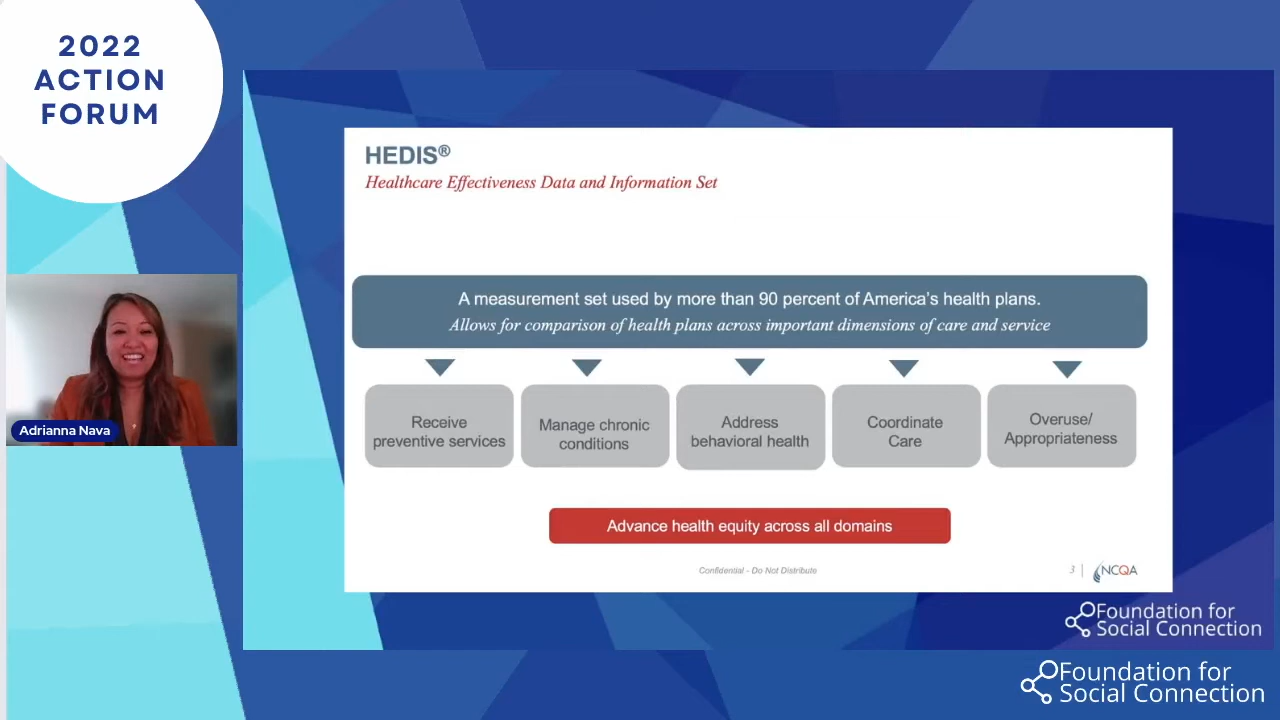 2022
ACTION
FORUM
HEDIS®
Healthcare Effectiveness Data and Information Set
A measurement set used by more than 90 percent of America's health plans.
Allows for comparison of health plans across important dimensions of care and service
Receive
preventive services
Manage chronic
conditions
Address
behavioral health
Coordinate
Care
Overuse/
Appropriateness
Advance health equity across all domains
Confidential - Do Not Distribute
3
NCQA
Adrianna Nava
Foundation for
Social Connection
Foundation for
Social Connection